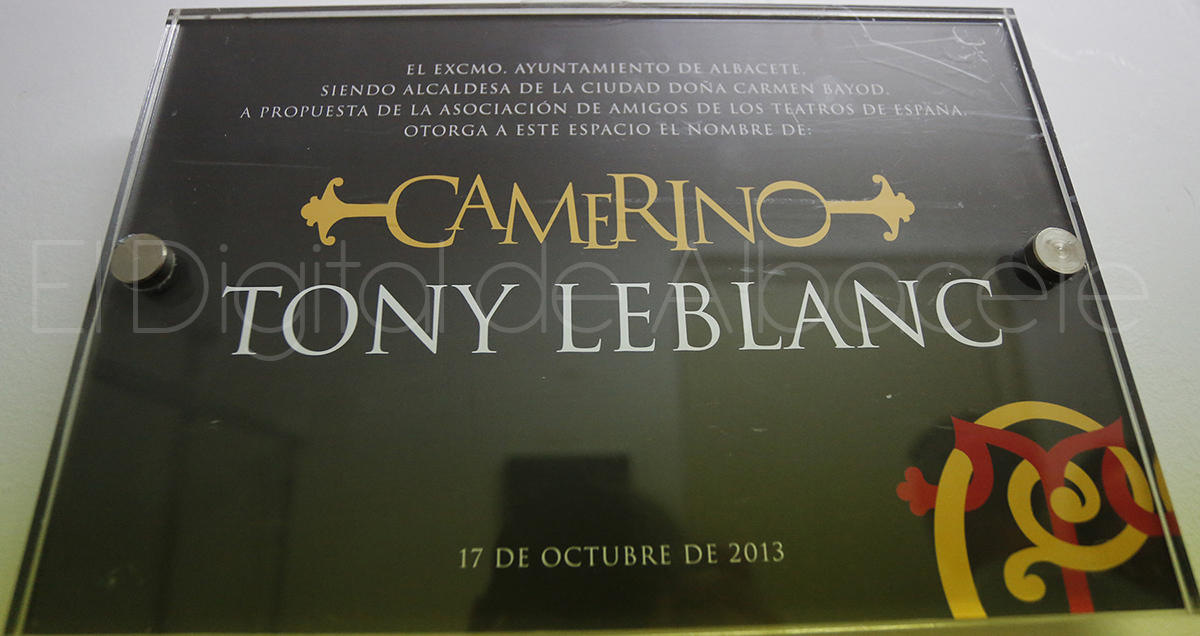 EL EXCMO. AYUNTAMIENTO DE ALBACETE,
SIENDO ALCALDESA DE LA CIUDAD DOÑA CARMEN BAYOD,
A PROPUESTA DE LA ASOCIACIÓN DE AMIGOS DE LOS TEATROS DE ESPAÑA,
OTORGA A ESTE ESPACIO EL NOMBRE DE:
CAMERINO
El Digital de Albacete
TONY LEBLANC
17 DE OCTUBRE DE 2013